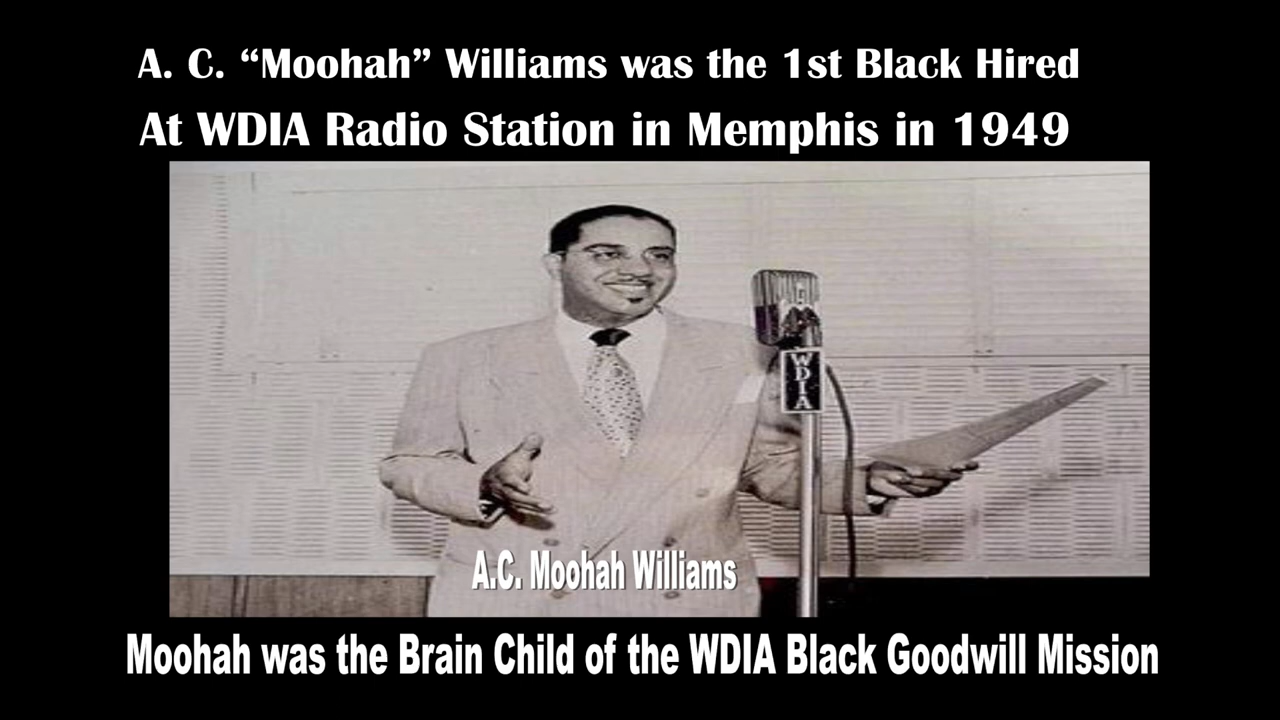 A. C. “Moohah” Williams was the 1st Black Hired
At WDIA Radio Station in Memphis in 1949
WDIA
A.C. Moohah Williams
Moohah was the Brain Child of the WDIA Black Goodwill Mission